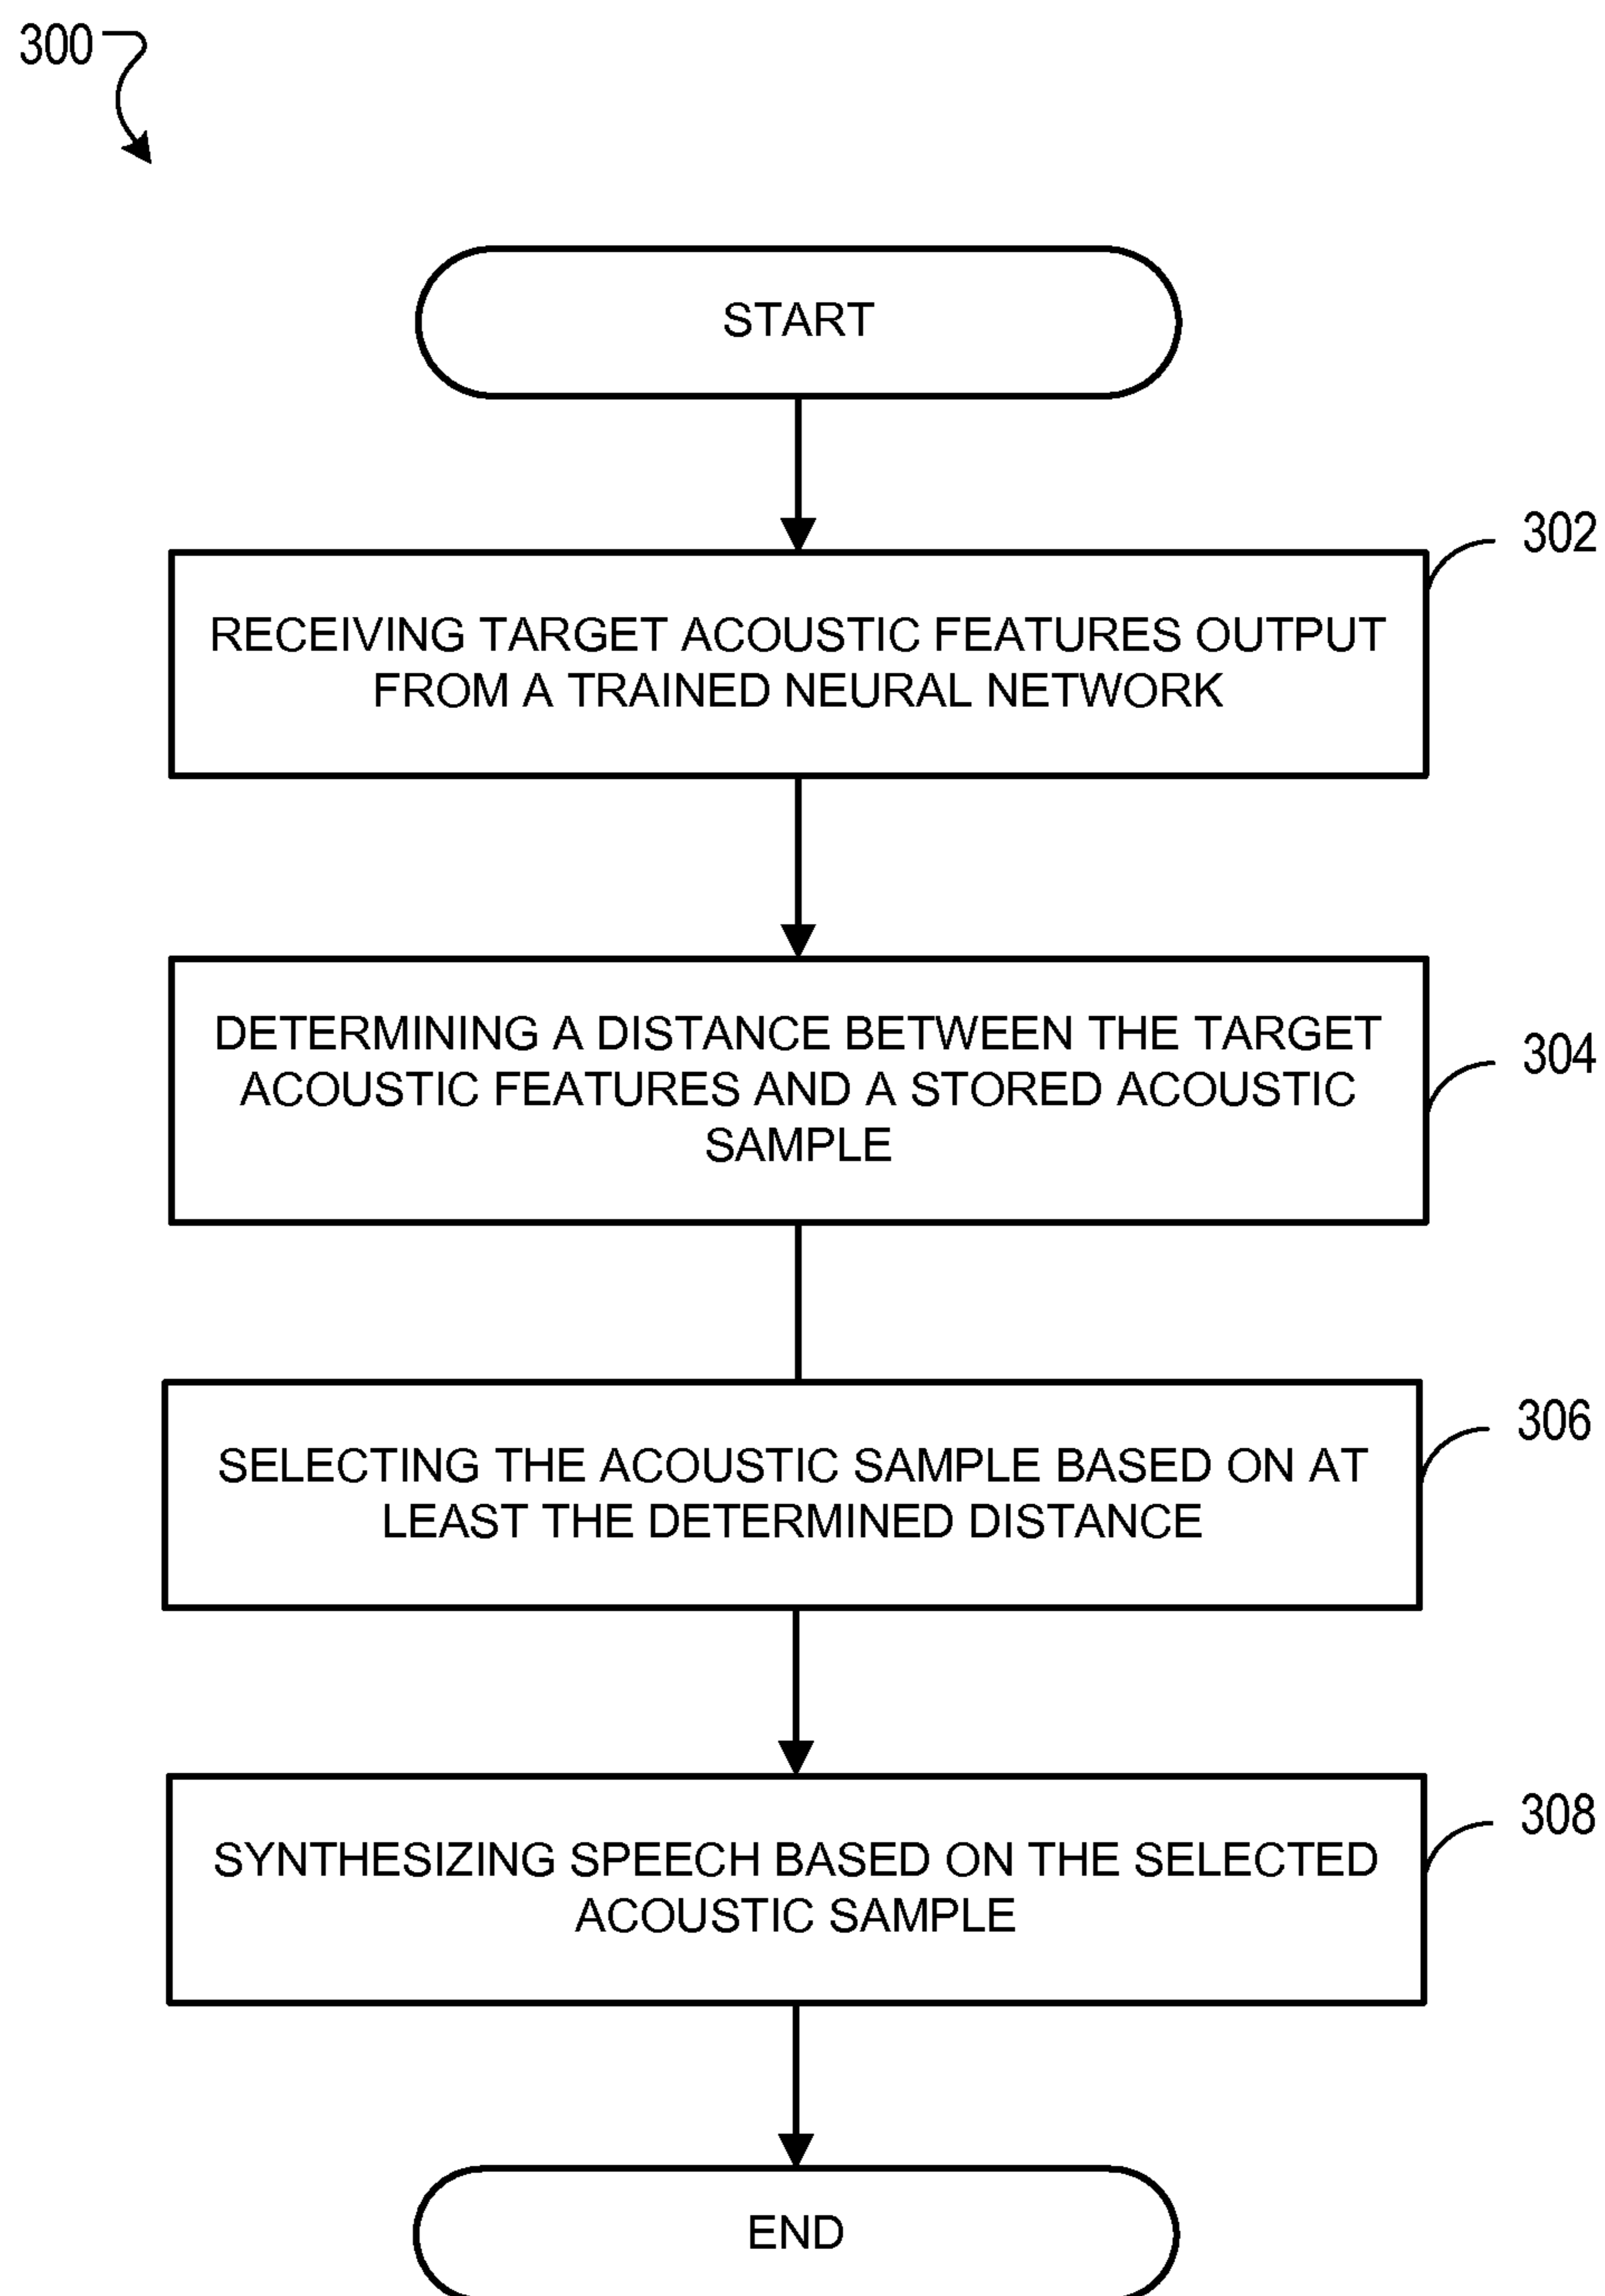 300
START
302
RECEIVING TARGET ACOUSTIC FEATURES OUTPUT
FROM A TRAINED NEURAL NETWORK
DETERMINING A DISTANCE BETWEEN THE TARGET
ACOUSTIC FEATURES AND A STORED ACOUSTIC
SAMPLE
304
SELECTING THE ACOUSTIC SAMPLE BASED ON AT
LEAST THE DETERMINED DISTANCE
306
SYNTHESIZING SPEECH BASED ON THE SELECTED
ACOUSTIC SAMPLE
308
END